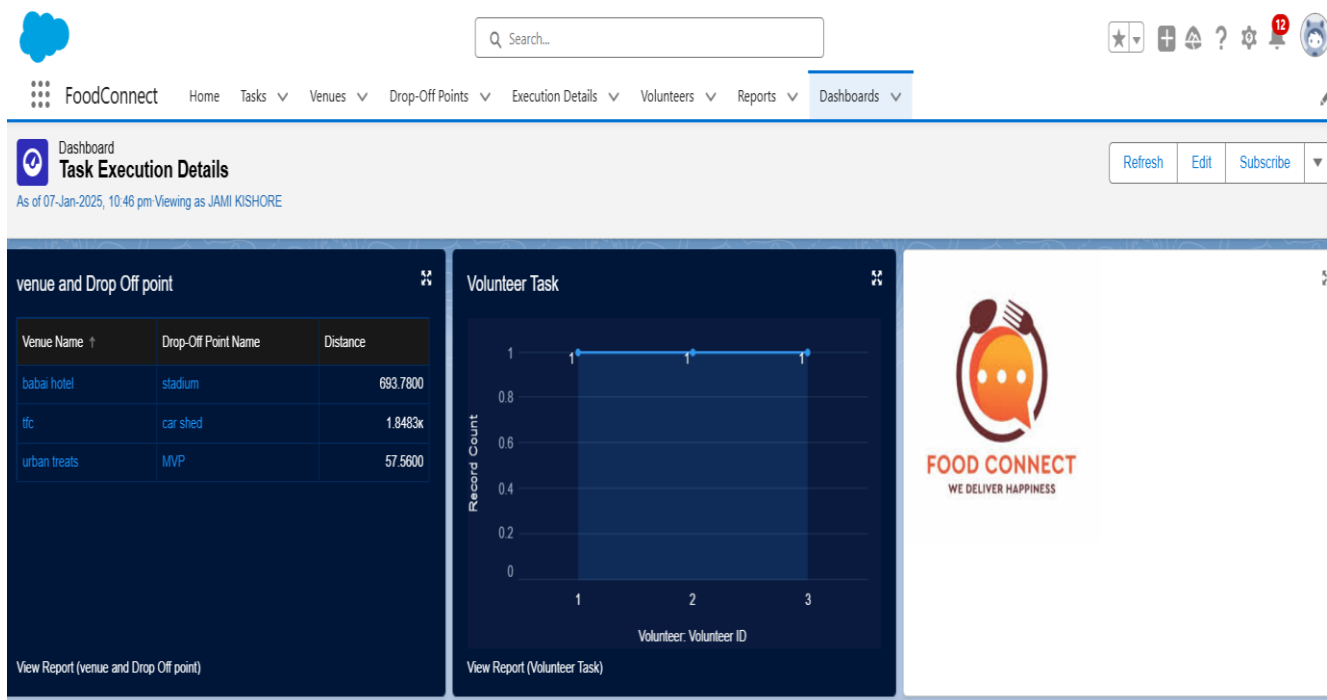 Search...
12
FoodConnect Home Tasks Venues Drop-Off Points Execution Details Volunteers Reports Dashboards
Dashboard
Task Execution Details
As of 07-Jan-2025, 10:46 pm·Viewing as JAMI KISHORE
Refresh Edit Subscribe
venue and Drop Off point
Venue Name ↑ Drop-Off Point Name Distance
babai hotel stadium 693.7800
tfc car shed 1.8483K
urban treats MVP 57.5600
View Report (venue and Drop Off point)
Volunteer Task
1
0.8
0.6
0.4
0.2
0
Record Count
1 1 1
1 2 3
Volunteer: Volunteer ID
View Report (Volunteer Task)
FOOD CONNECT
WE DELIVER HAPPINESS